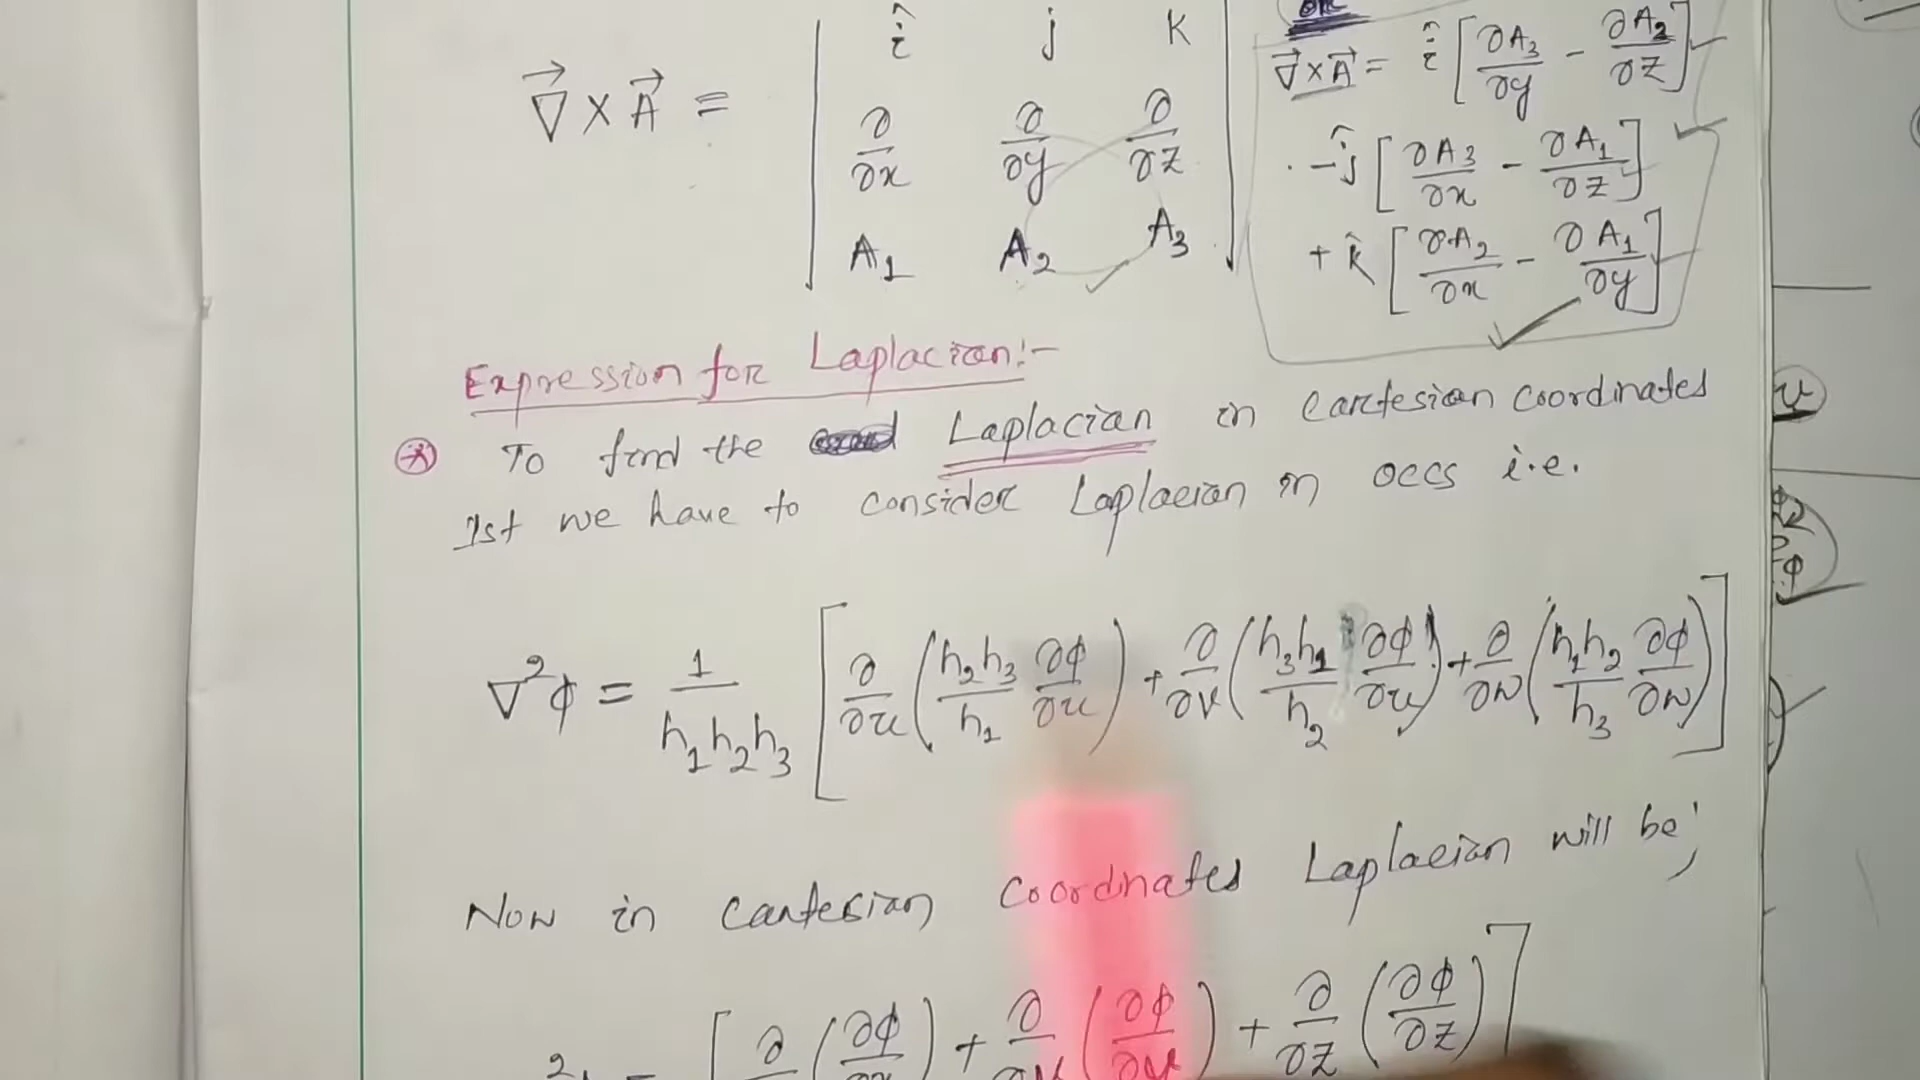 or
î j k
∇⃗×A⃗ =
∂/∂x ∂/∂y ∂/∂z
A₁ A₂ A₃
∇⃗×A⃗ = î [∂A₃/∂y − ∂A₂/∂z]
−ĵ [∂A₃/∂x − ∂A₁/∂z]
+ k̂ [∂A₂/∂x − ∂A₁/∂y]
Expression for Laplacian:-
To find the Laplacian in cartesian coordinates
1st we have to consider Laplacian in occs i.e.
∇²φ = 1/h₁h₂h₃ [∂/∂u (h₂h₃/h₁ ∂φ/∂u) + ∂/∂v (h₃h₁/h₂ ∂φ/∂u) + ∂/∂w (h₁h₂/h₃ ∂φ/∂w)]
Now in cartesian coordinates Laplacian will be;
[∂/ (∂φ/∂x) + ∂/∂y (∂φ/∂y) + ∂/∂z (∂φ/∂z)]